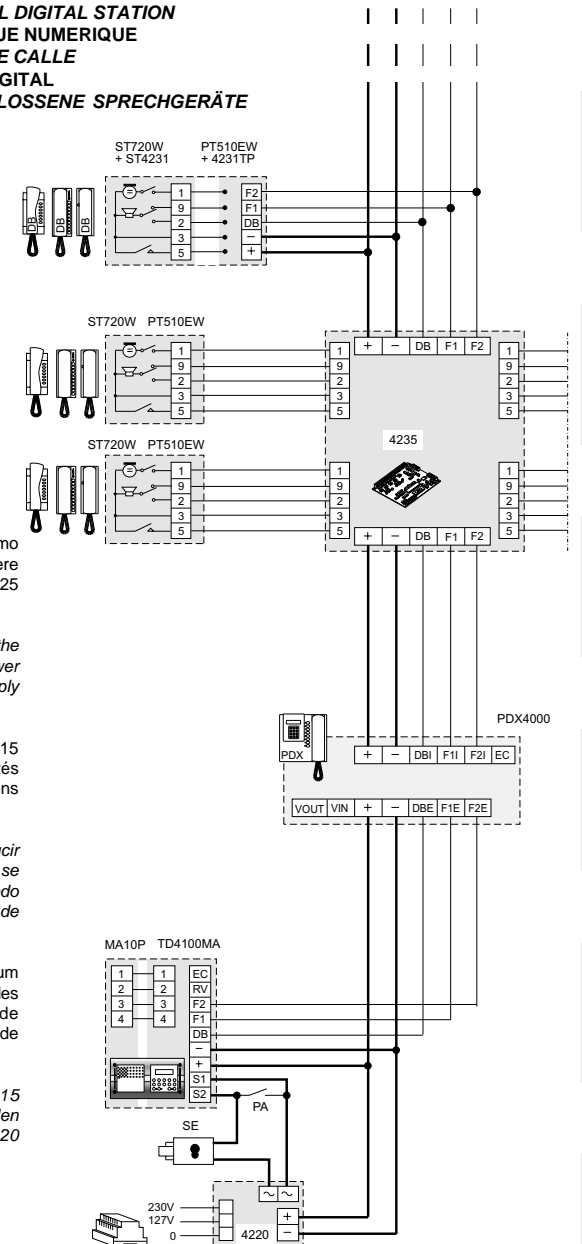 L DIGITAL STATION
UE NUMERIQUE
E CALLE
GITAL
LOSSENE SPRECHGERÄTE
ST720W PT510EW
+ ST4231 + 4231TP
DB DB DB
1 F2
9 F1
2 DB
3 −
5 +
ST720W PT510EW
1
9
2
3
5
1 + − DB F1 F2 1
9 9
2 2
3 3
5 5
4235
ST720W PT510EW
1
9
2
3
5
1 1
9 9
2 2
3 3
5 + − DB F1 F2 5
mo
ere
25
the
wer
ply
PDX4000
PDX
+ − DBI F1I F2I EC
15
tés
ns
VOUT VIN + − DBE F1E F2E
cir
se
ndo
de
MA10P TD4100MA
um
les
de
de
1 1 EC
2 2 RV
3 3 F2
4 4 F1
DB
−
+
S1
S2
PA
15
den
20
SE
~ ~
230V
127V
0
4220
+
−